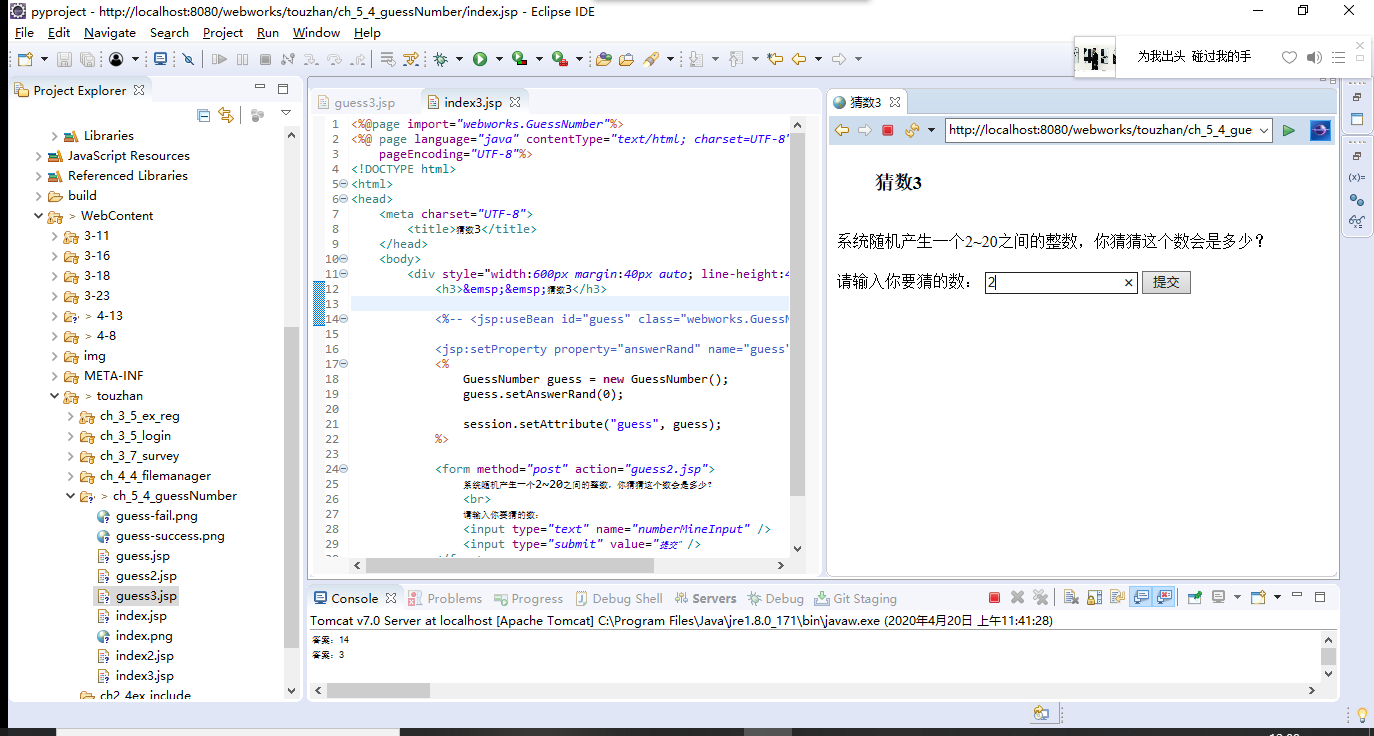 pyproject - http://localhost:8080/webworks/touzhan/ch_5_4_guessNumber/index.jsp - Eclipse IDE
File Edit Navigate Search Project Run Window Help
为我出头 碰过我的手
Project Explorer
Libraries
JavaScript Resources
Referenced Libraries
build
> WebContent
3-11
3-16
3-18
3-23
> 4-13
> 4-8
img
META-INF
> touzhan
ch_3_5_ex_reg
ch_3_5_login
ch_3_7_survey
ch_4_4_filemanager
> ch_5_4_guessNumber
guess-fail.png
guess-success.png
guess.jsp
guess2.jsp
guess3.jsp
index.jsp
index.png
index2.jsp
index3.jsp
ch2_4ex_include
guess3.jsp index3.jsp
1 <%@page import="webworks.GuessNumber"%>
2 <%@ page language="java" contentType="text/html; charset=UTF-8"
3 pageEncoding="UTF-8"%>
4 <!DOCTYPE html>
5 <html>
6 <head>
7 <meta charset="UTF-8">
8 <title>猜数3</title>
9 </head>
10 <body>
11 <div style="width:600px margin:40px auto; line-height:4
12 <h3>&emsp;&emsp;猜数3</h3>
13
14 <%-- <jsp:useBean id="guess" class="webworks.GuessN
15
16 <jsp:setProperty property="answerRand" name="guess"
17 <%
18 GuessNumber guess = new GuessNumber();
19 guess.setAnswerRand(0);
20
21 session.setAttribute("guess", guess);
22 %>
23
24 <form method="post" action="guess2.jsp">
25 系统随机产生一个2~20之间的整数，你猜猜这个数会是多少?
26 <br>
27 请输入你要猜的数:
28 <input type="text" name="numberMineInput" />
29 <input type="submit" value="提交" />
猜数3
http://localhost:8080/webworks/touzhan/ch_5_4_gue
猜数3
系统随机产生一个2~20之间的整数，你猜猜这个数会是多少？
请输入你要猜的数： 2 提交
(x)=
Console Problems Progress Debug Shell Servers Debug Git Staging
Tomcat v7.0 Server at localhost [Apache Tomcat] C:\Program Files\Java\jre1.8.0_171\bin\javaw.exe (2020年4月20日 上午11:41:28)
答案：14
答案：3